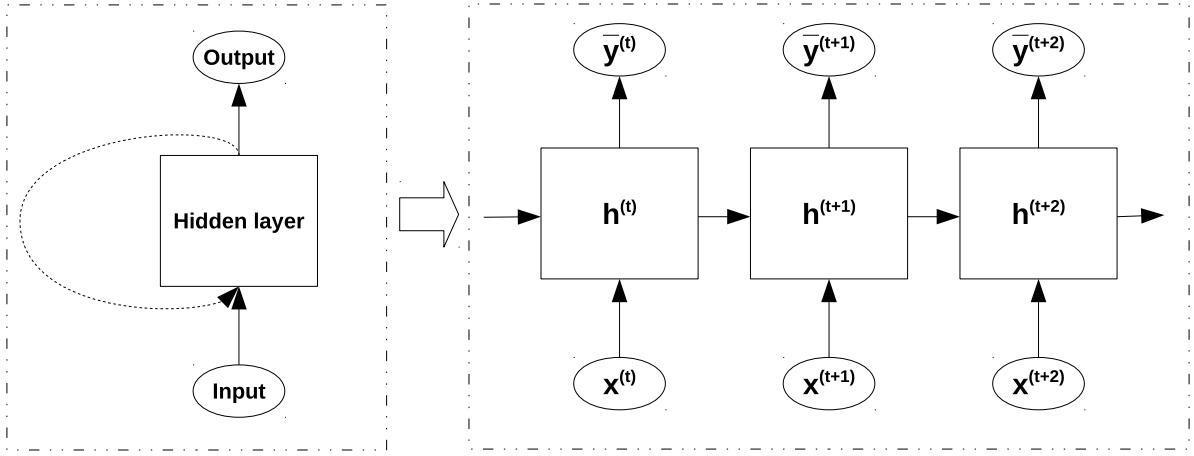 Output
Hidden layer
Input
y̅(t) y̅(t+1) y̅(t+2)
h(t) h(t+1) h(t+2)
x(t) x(t+1) x(t+2)